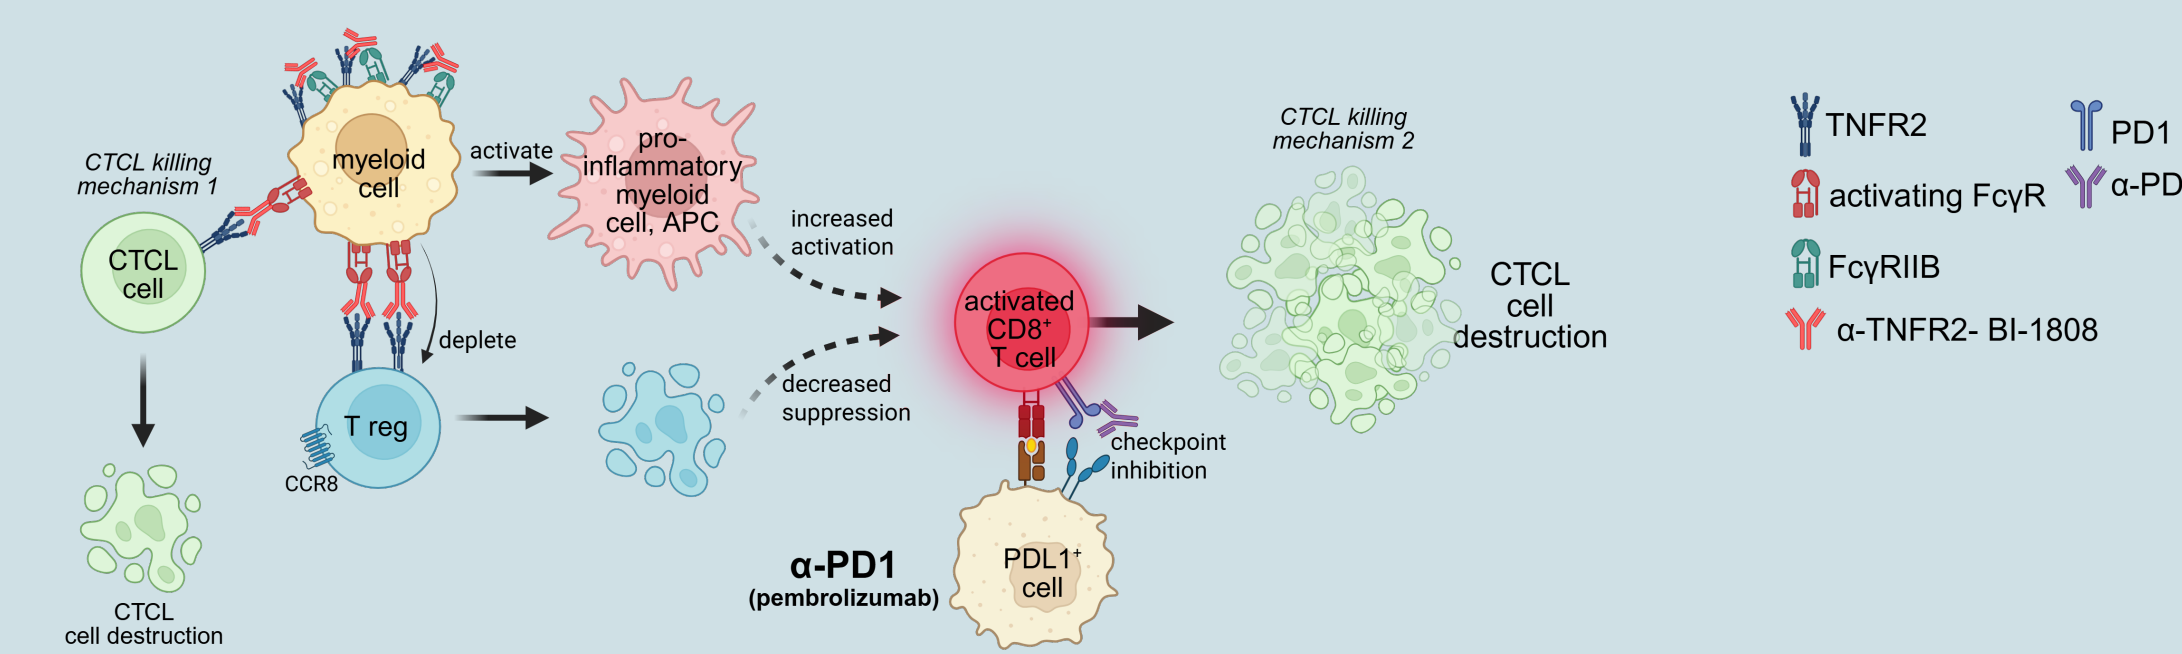 CTCL killing
mechanism 1
CTCL
cell
CTCL
cell destruction
myeloid
cell
activate
deplete
T reg
CCR8
pro-
inflammatory
myeloid
cell, APC
increased
activation
decreased
suppression
activated
CD8⁺
T cell
checkpoint
inhibition
α-PD1
(pembrolizumab)
PDL1⁺
cell
CTCL killing
mechanism 2
CTCL
cell
destruction
TNFR2
activating FcγR
FcγRIIB
α-TNFR2- BI-1808
PD1
α-PD